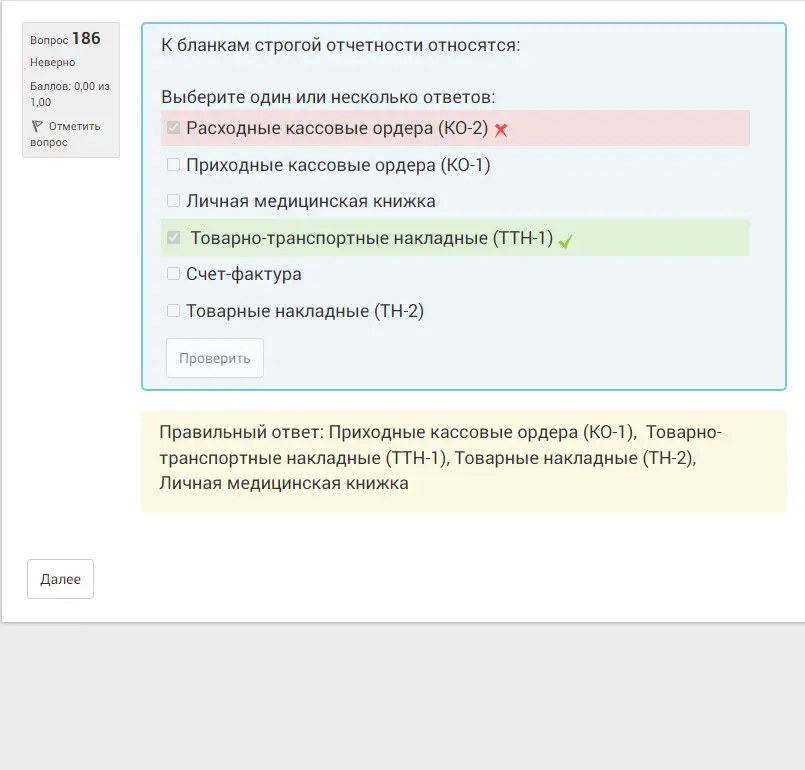 Вопрос 186
Неверно
Баллов: 0,00 из
1,00
Отметить
вопрос
К бланкам строгой отчетности относятся:
Выберите один или несколько ответов:
Расходные кассовые ордера (КО-2)
Приходные кассовые ордера (КО-1)
Личная медицинская книжка
Товарно-транспортные накладные (ТТН-1)
Счет-фактура
Товарные накладные (ТН-2)
Проверить
Правильный ответ: Приходные кассовые ордера (КО-1), Товарно-
транспортные накладные (ТТН-1), Товарные накладные (ТН-2),
Личная медицинская книжка
Далее